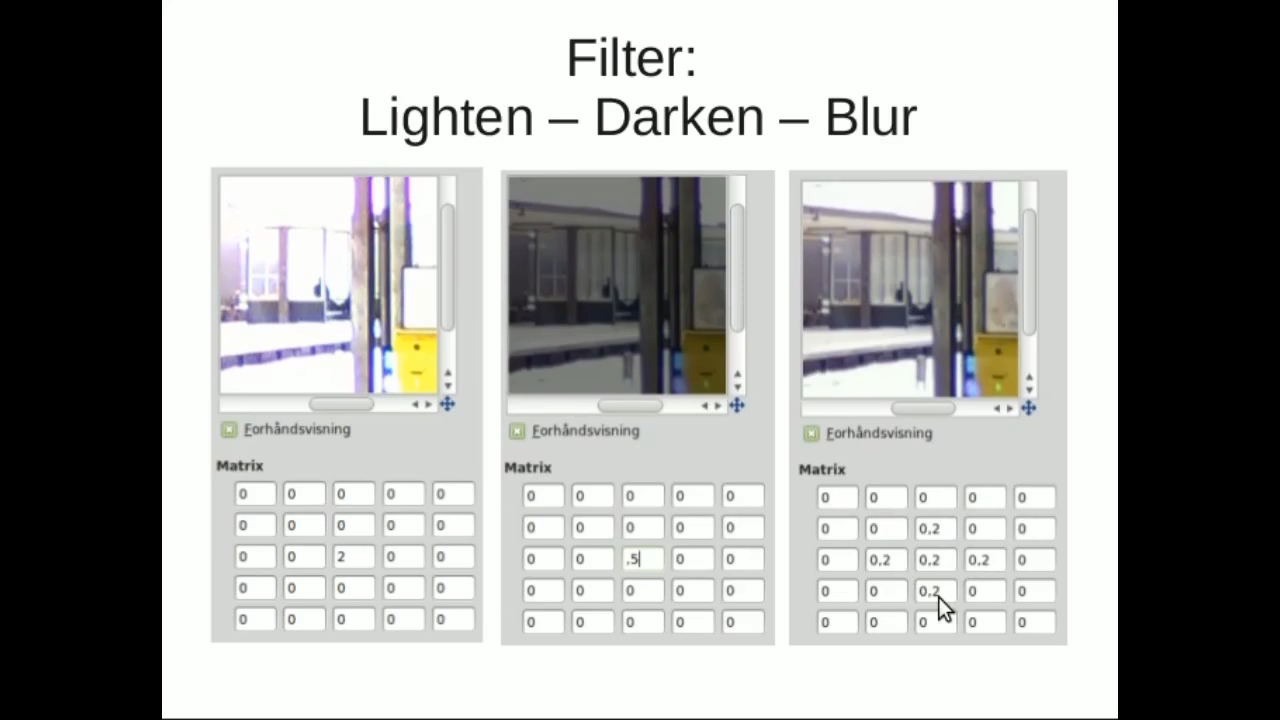 Filter:
Lighten – Darken – Blur
Forhåndsvisning
Matrix
0 0 0 0 0
0 0 0 0 0
0 0 2 0 0
0 0 0 0 0
0 0 0 0 0
Forhåndsvisning
Matrix
0 0 0 0 0
0 0 0 0 0
0 0 ,5 0 0
0 0 0 0 0
0 0 0 0 0
Forhåndsvisning
Matrix
0 0 0 0 0
0 0 0,2 0 0
0 0,2 0,2 0,2 0
0 0 0,2 0 0
0 0 0 0 0